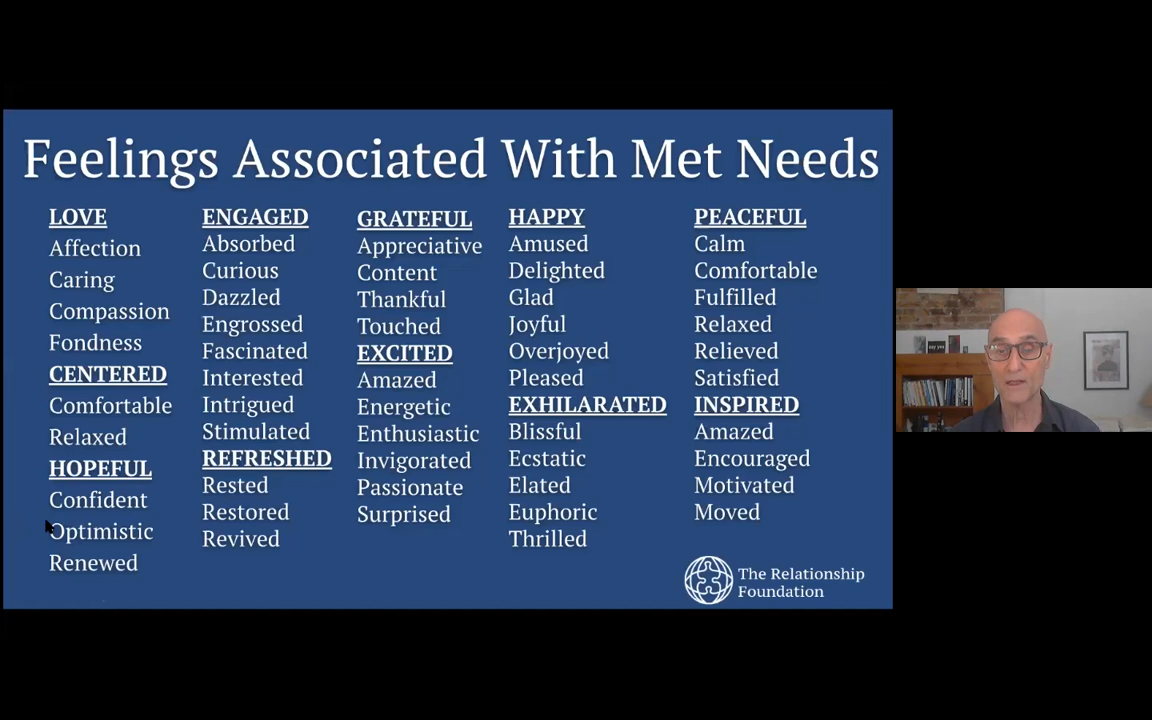 Feelings Associated With Met Needs
LOVE
Affection
Caring
Compassion
Fondness
CENTERED
Comfortable
Relaxed
HOPEFUL
Confident
Optimistic
Renewed
ENGAGED
Absorbed
Curious
Dazzled
Engrossed
Fascinated
Interested
Intrigued
Stimulated
REFRESHED
Rested
Restored
Revived
GRATEFUL
Appreciative
Content
Thankful
Touched
EXCITED
Amazed
Energetic
Enthusiastic
Invigorated
Passionate
Surprised
HAPPY
Amused
Delighted
Glad
Joyful
Overjoyed
Pleased
EXHILARATED
Blissful
Ecstatic
Elated
Euphoric
Thrilled
PEACEFUL
Calm
Comfortable
Fulfilled
Relaxed
Relieved
Satisfied
INSPIRED
Amazed
Encouraged
Motivated
Moved
The Relationship
Foundation